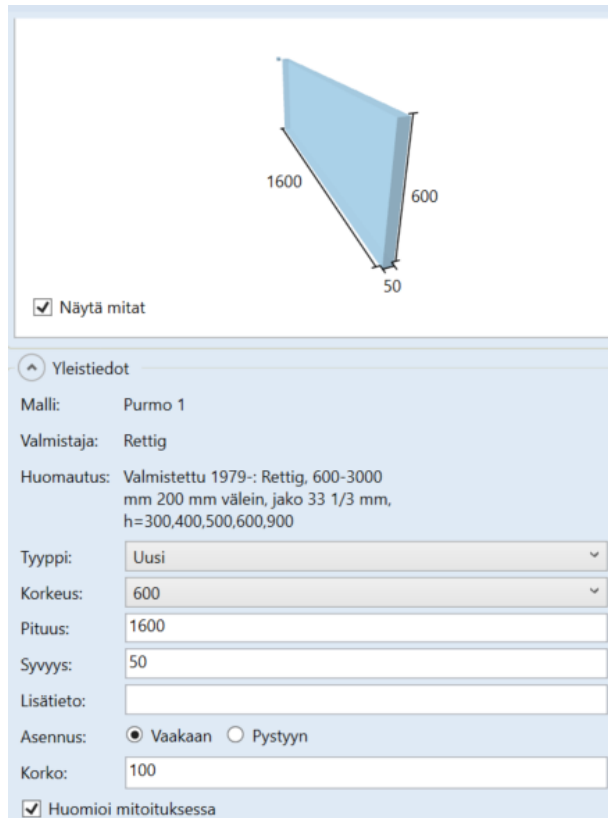 1600
600
50
Näytä mitat
Yleistiedot
Malli: Purmo 1
Valmistaja: Rettig
Huomautus: Valmistettu 1979-: Rettig, 600-3000
mm 200 mm välein, jako 33 1/3 mm,
h=300,400,500,600,900
Tyyppi: Uusi
Korkeus: 600
Pituus: 1600
Syvyys: 50
Lisätieto:
Asennus: Vaakaan Pystyyn
Korko: 100
Huomioi mitoituksessa